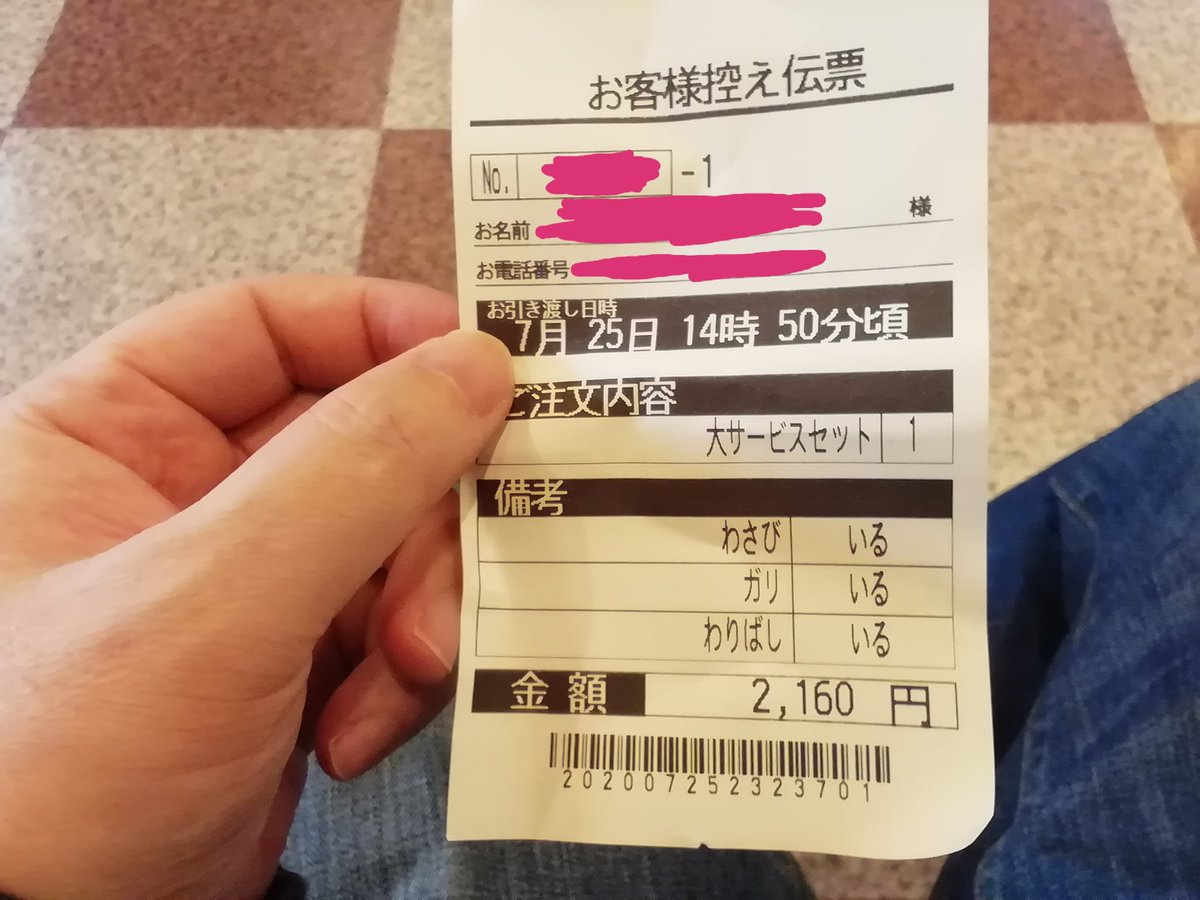 お客様控え伝票
No. -1
お名前 様
お電話番号
お引き渡し日時
7月 25日 14時 50分頃
ご注文内容
大サービスセット 1
備考
わさび いる
ガリ いる
わりばし いる
金額 2,160 円
202007252323701